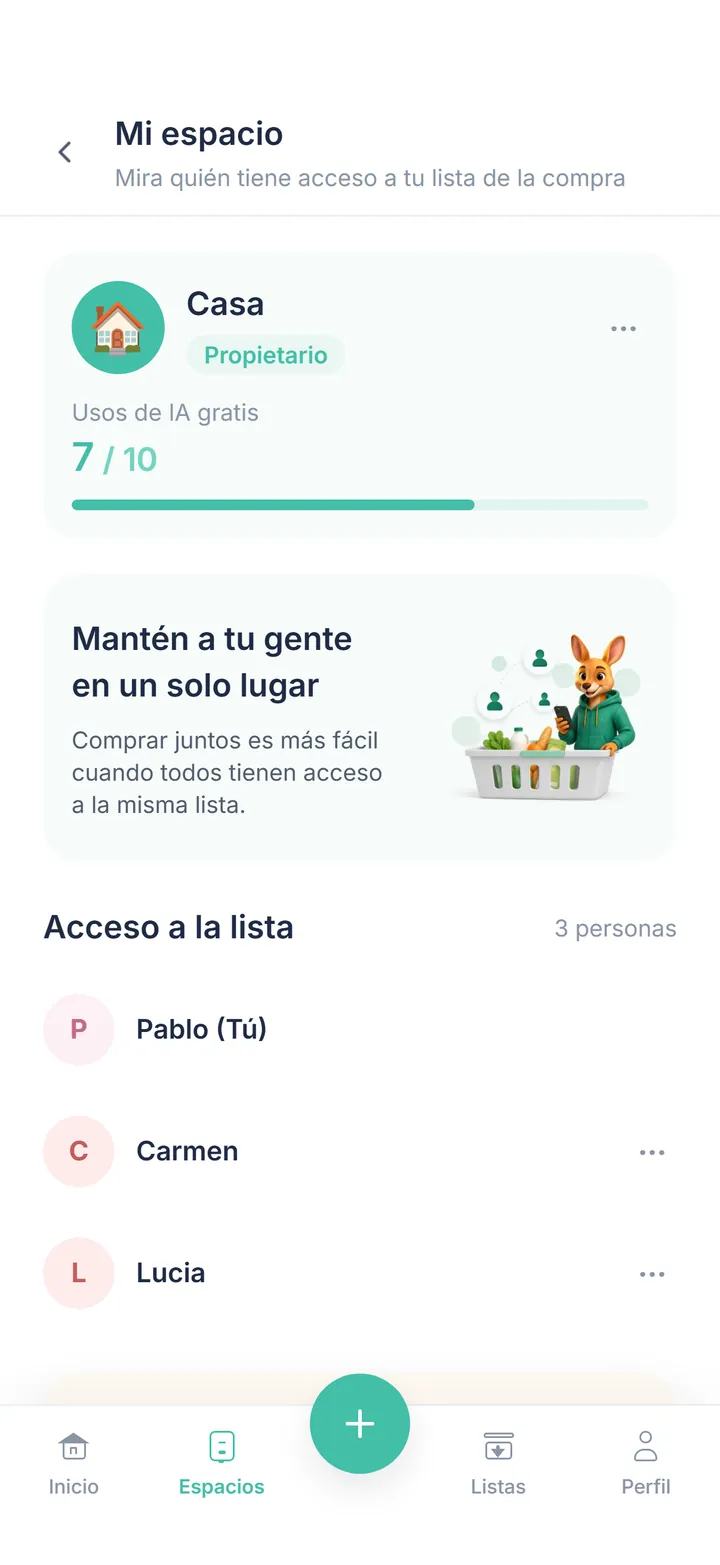 Mi espacio
Mira quién tiene acceso a tu lista de la compra
Casa
Propietario
Usos de IA gratis
7 / 10
Mantén a tu gente
en un solo lugar
Comprar juntos es más fácil
cuando todos tienen acceso
a la misma lista.
Acceso a la lista
3 personas
P
Pablo (Tú)
C
Carmen
L
Lucia
Inicio
Espacios
Listas
Perfil